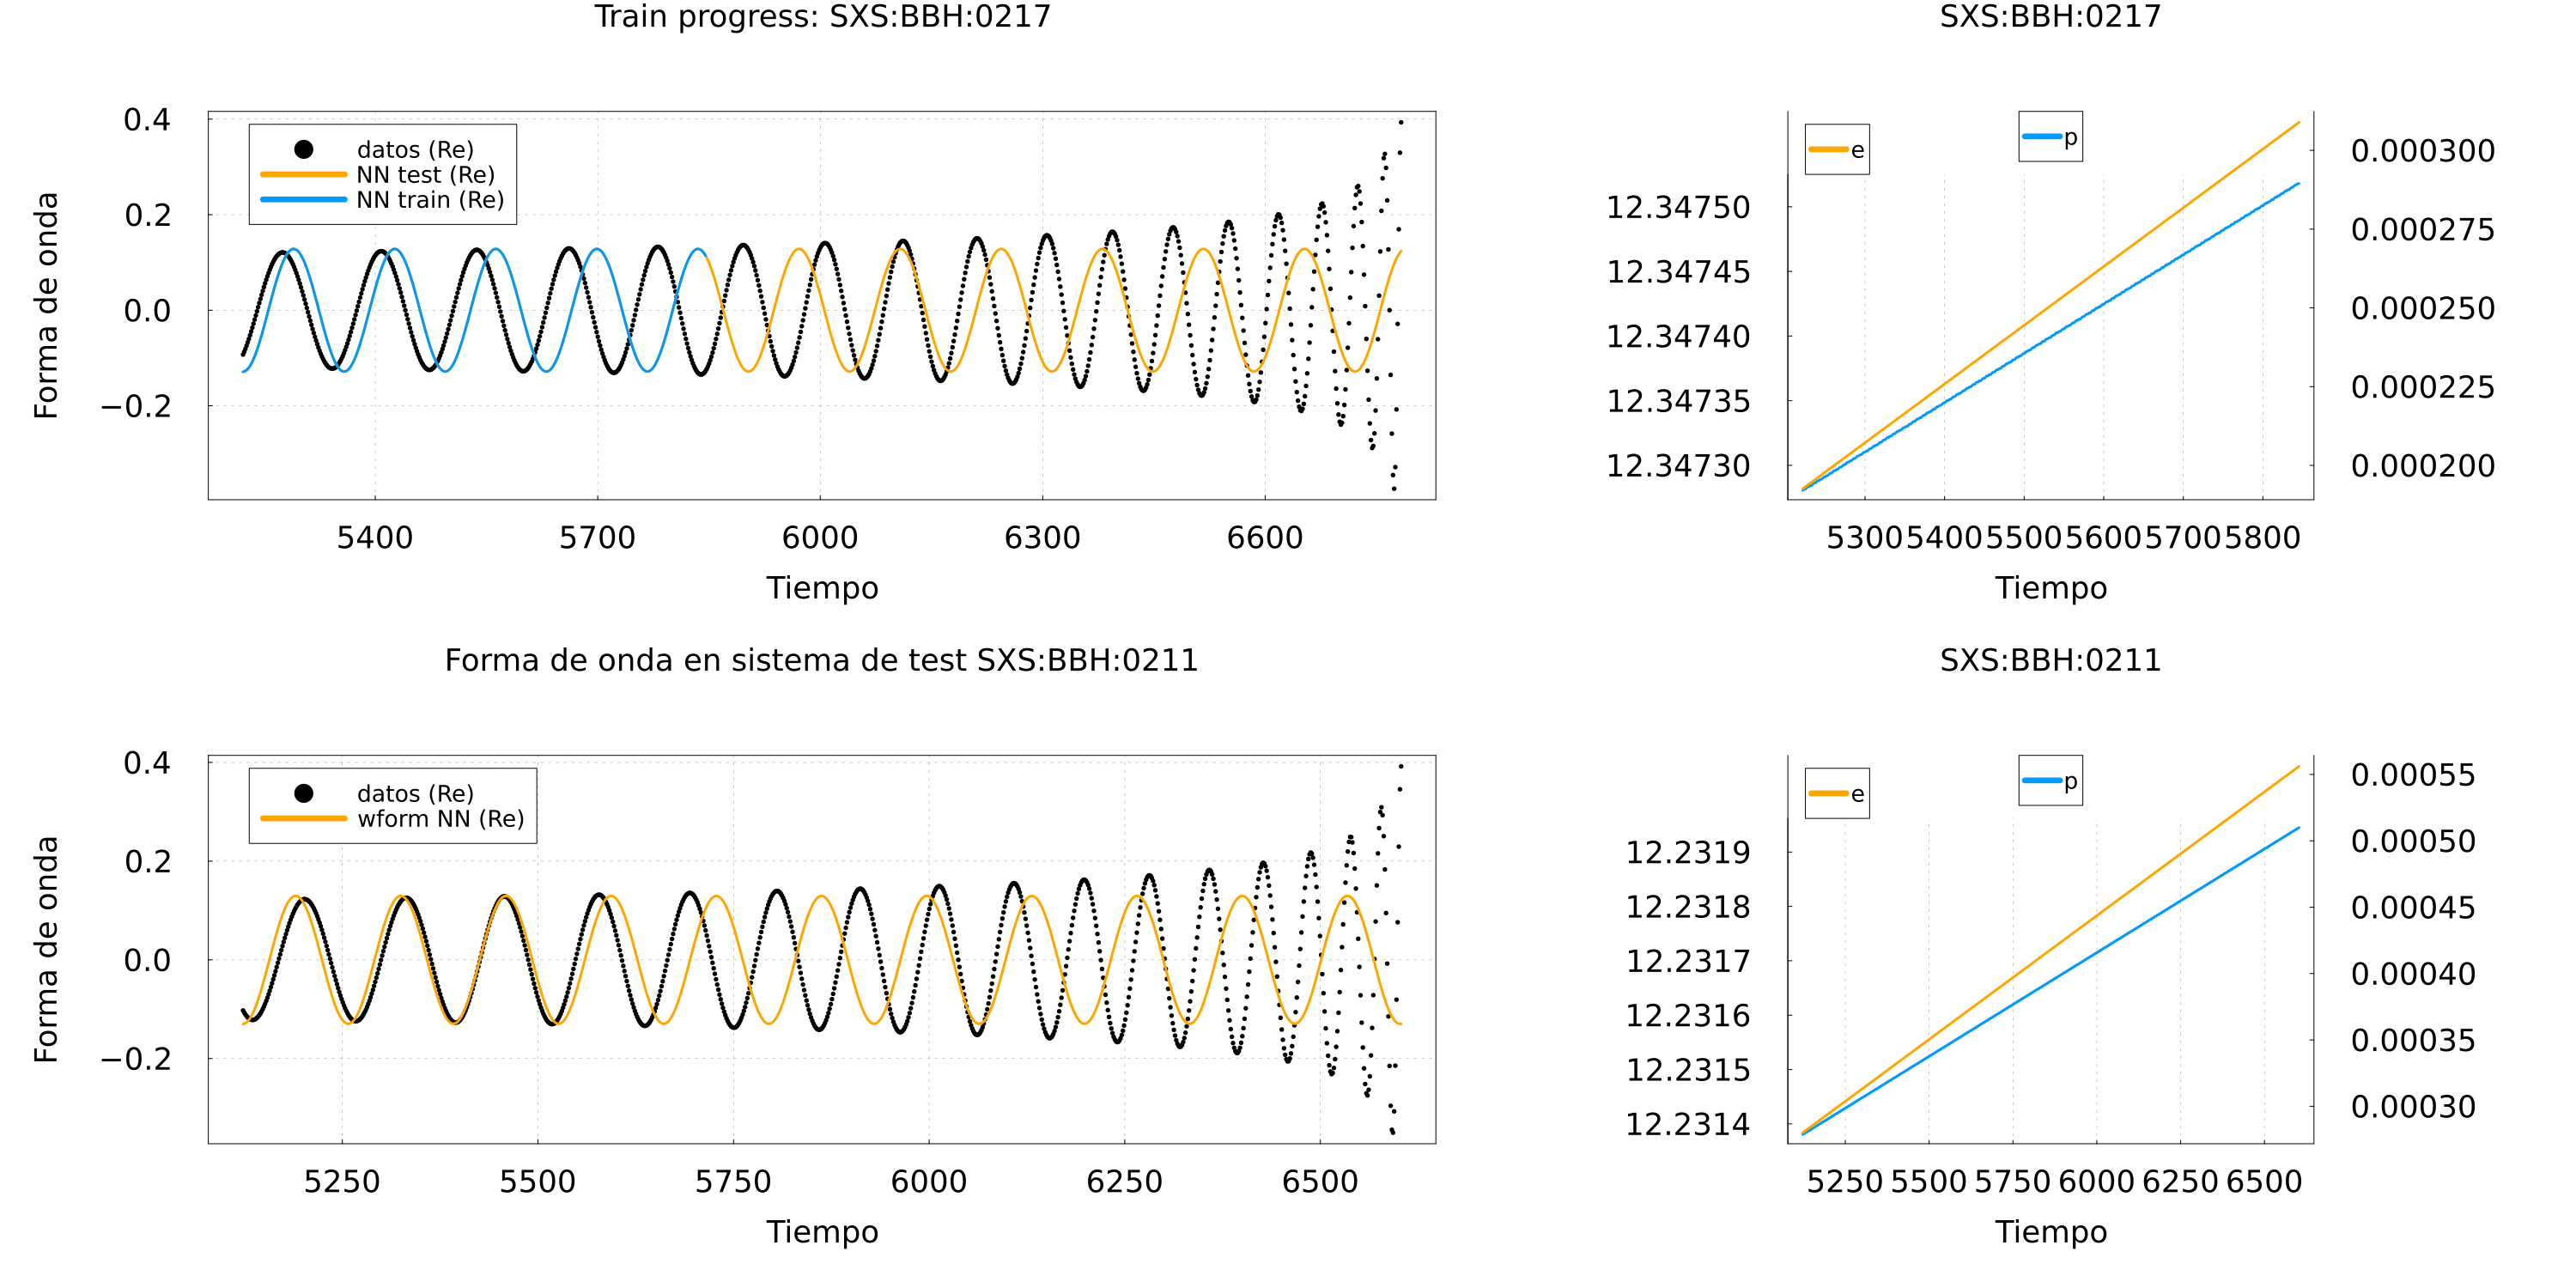 Train progress: SXS:BBH:0217
Forma de onda
0.4
0.2
0.0
−0.2
datos (Re)
NN test (Re)
NN train (Re)
5400 5700 6000 6300 6600
Tiempo
SXS:BBH:0217
e
p
12.34750
12.34745
12.34740
12.34735
12.34730
0.000300
0.000275
0.000250
0.000225
0.000200
5300 5400 5500 5600 5700 5800
Tiempo
Forma de onda en sistema de test SXS:BBH:0211
Forma de onda
0.4
0.2
0.0
−0.2
datos (Re)
wform NN (Re)
5250 5500 5750 6000 6250 6500
Tiempo
SXS:BBH:0211
e
p
12.2319
12.2318
12.2317
12.2316
12.2315
12.2314
0.00055
0.00050
0.00045
0.00040
0.00035
0.00030
5250 5500 5750 6000 6250 6500
Tiempo